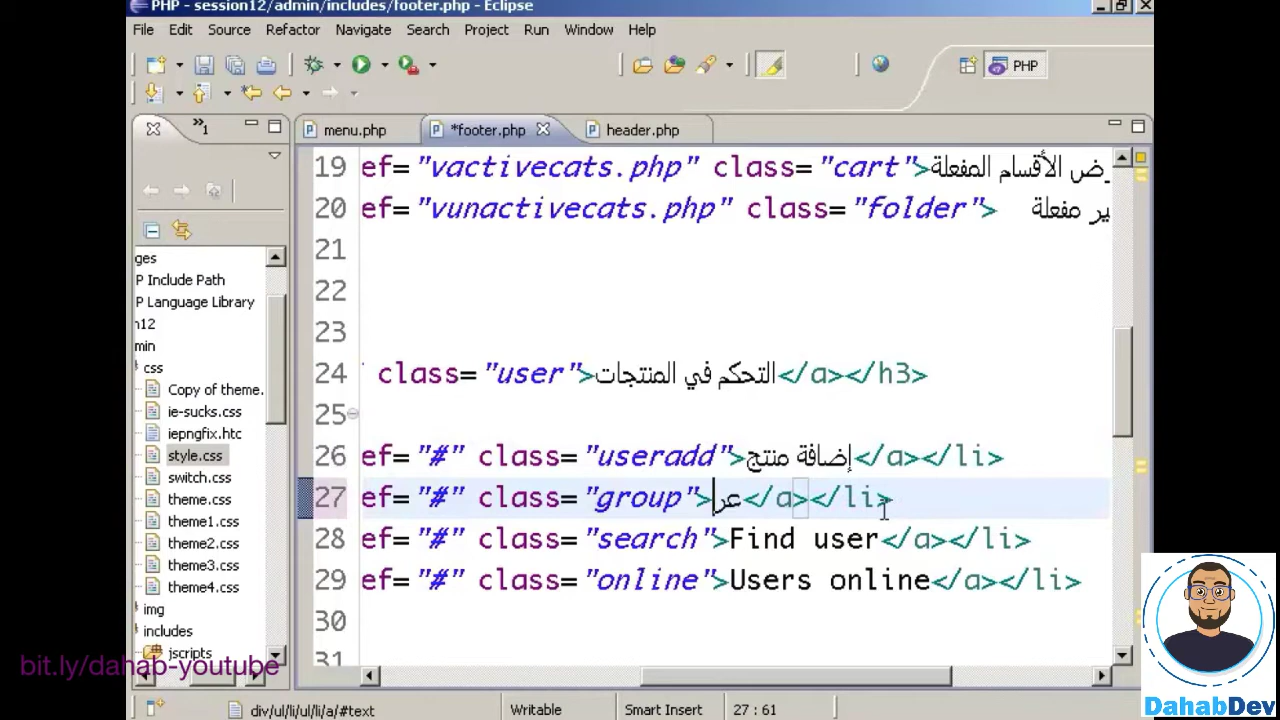 PHP - session12/admin/includes/footer.php - Eclipse
File Edit Source Refactor Navigate Search Project Run Window Help
PHP
1
menu.php *footer.php header.php
ges
P Include Path
P Language Library
12
min
css
Copy of theme.
ie-sucks.css
iepngfix.htc
style.css
switch.css
theme.css
theme1.css
theme2.css
theme3.css
theme4.css
img
includes
jscripts
19 ef="vactivecats.php" class="cart">رض الأقسام المفعلة
20 ef="vunactivecats.php" class="folder"> ير مفعلة
21
22
23
24 " class="user">التحكم في المنتجات</a></h3>
25
26 ef="#" class="useradd">إضافة منتج</a></li>
27 ef="#" class="group">عر</a></li>
28 ef="#" class="search">Find user</a></li>
29 ef="#" class="online">Users online</a></li>
30
31
bit.ly/dahab-youtube
div/ul/li/ul/li/a/#text Writable Smart Insert 27 : 61
DahabDev